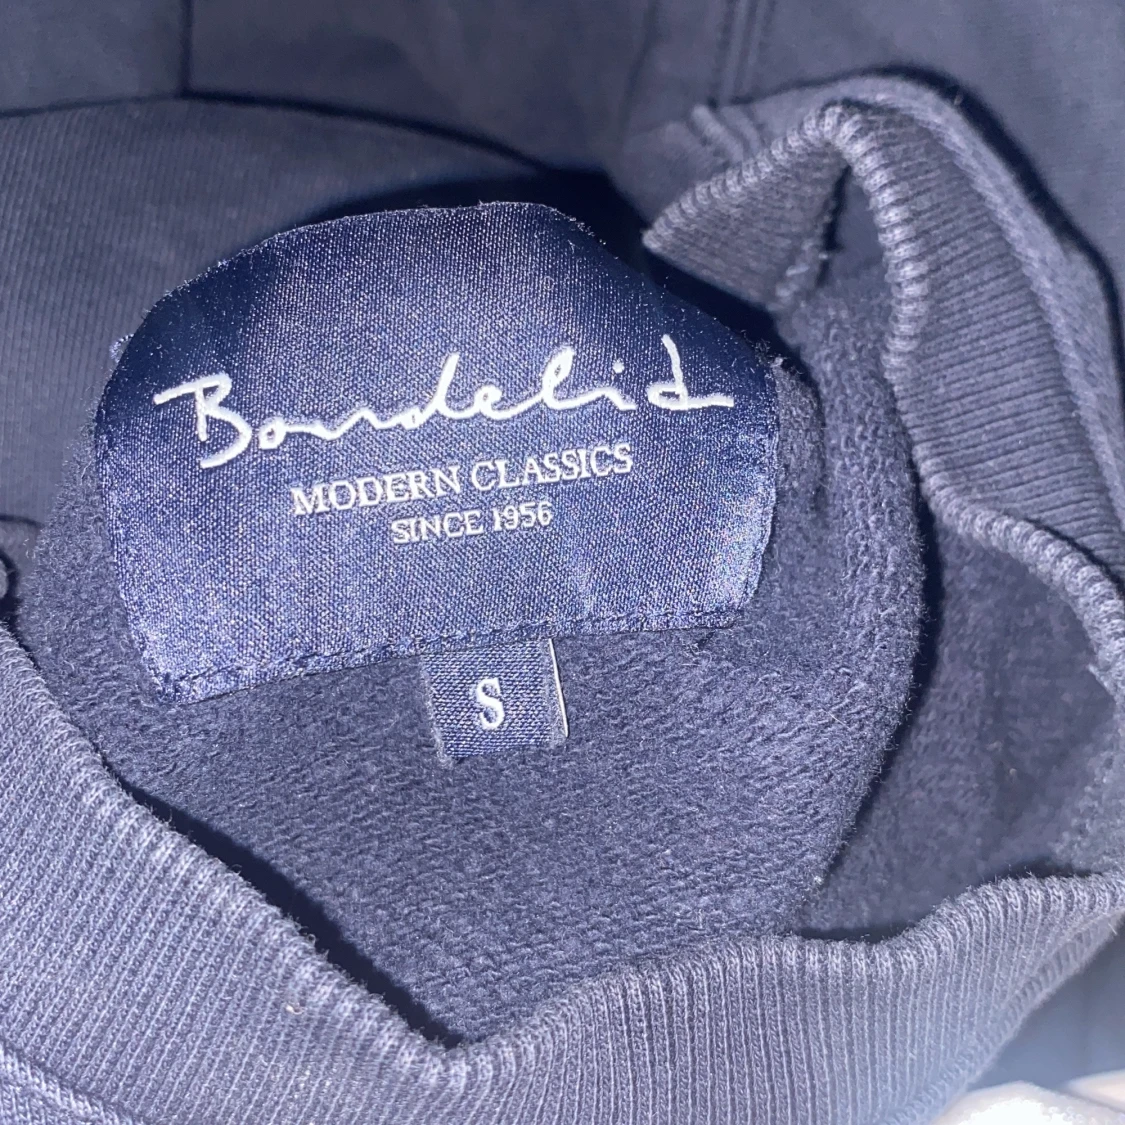 Bondelid
MODERN CLASSICS
SINCE 1956
S